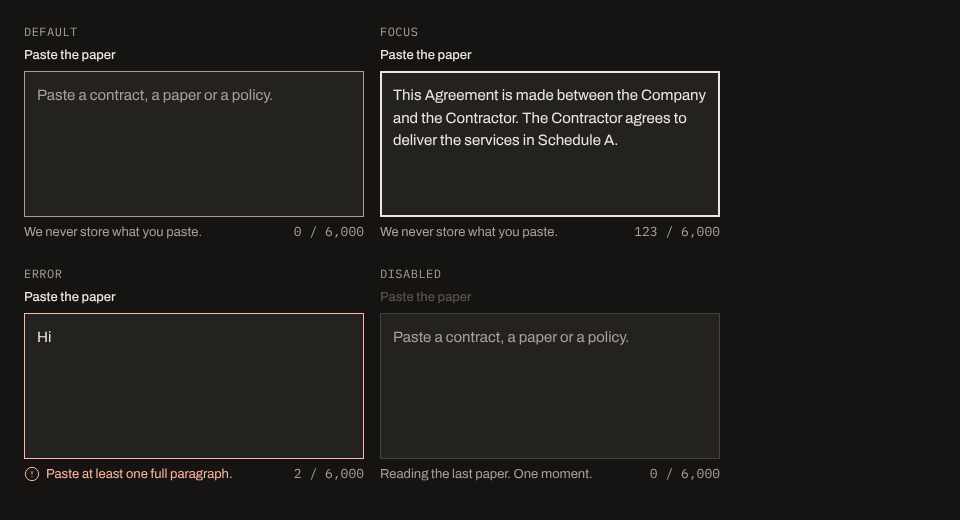 DEFAULT
Paste the paper
Paste a contract, a paper or a policy.
We never store what you paste.
0 / 6,000
FOCUS
Paste the paper
This Agreement is made between the Company
and the Contractor. The Contractor agrees to
deliver the services in Schedule A.
We never store what you paste.
123 / 6,000
ERROR
Paste the paper
Hi
Paste at least one full paragraph.
2 / 6,000
DISABLED
Paste the paper
Paste a contract, a paper or a policy.
Reading the last paper. One moment.
0 / 6,000